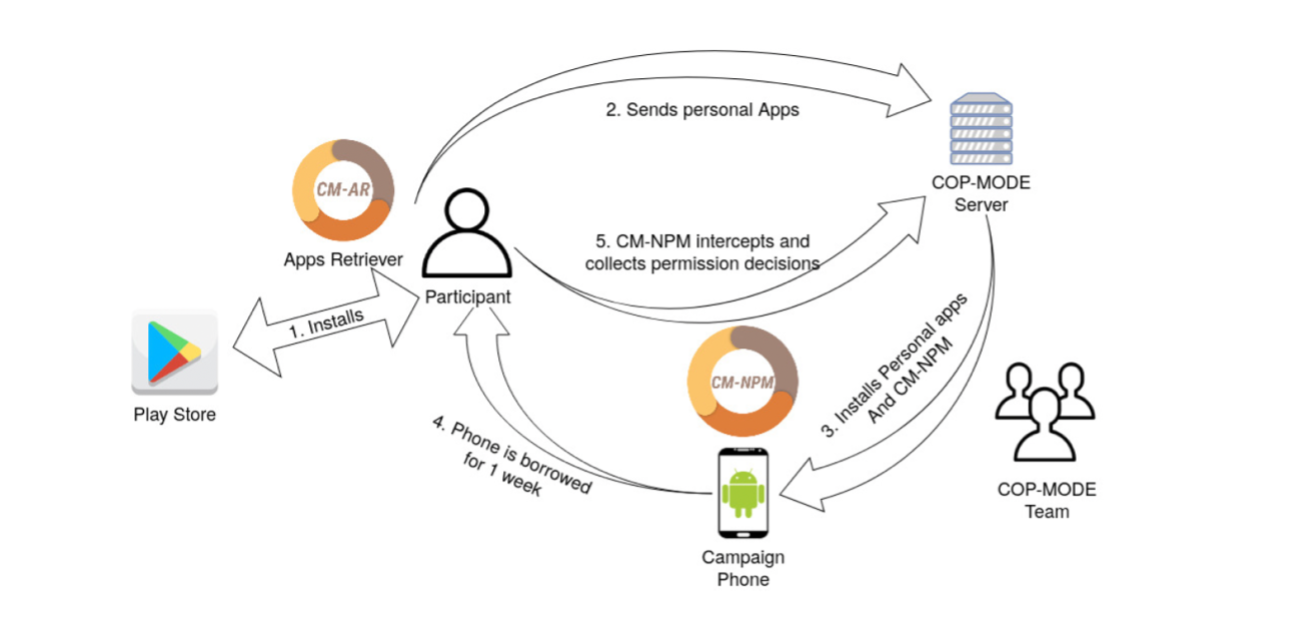 2. Sends personal Apps
COP-MODE
Server
CM-AR
Apps Retriever
Participant
1. Installs
Play Store
5. CM-NPM intercepts and
collects permission decisions
3. Installs Personal apps
And CM-NPM
CM-NPM
4. Phone is borrowed
for 1 week
Campaign
Phone
COP-MODE
Team